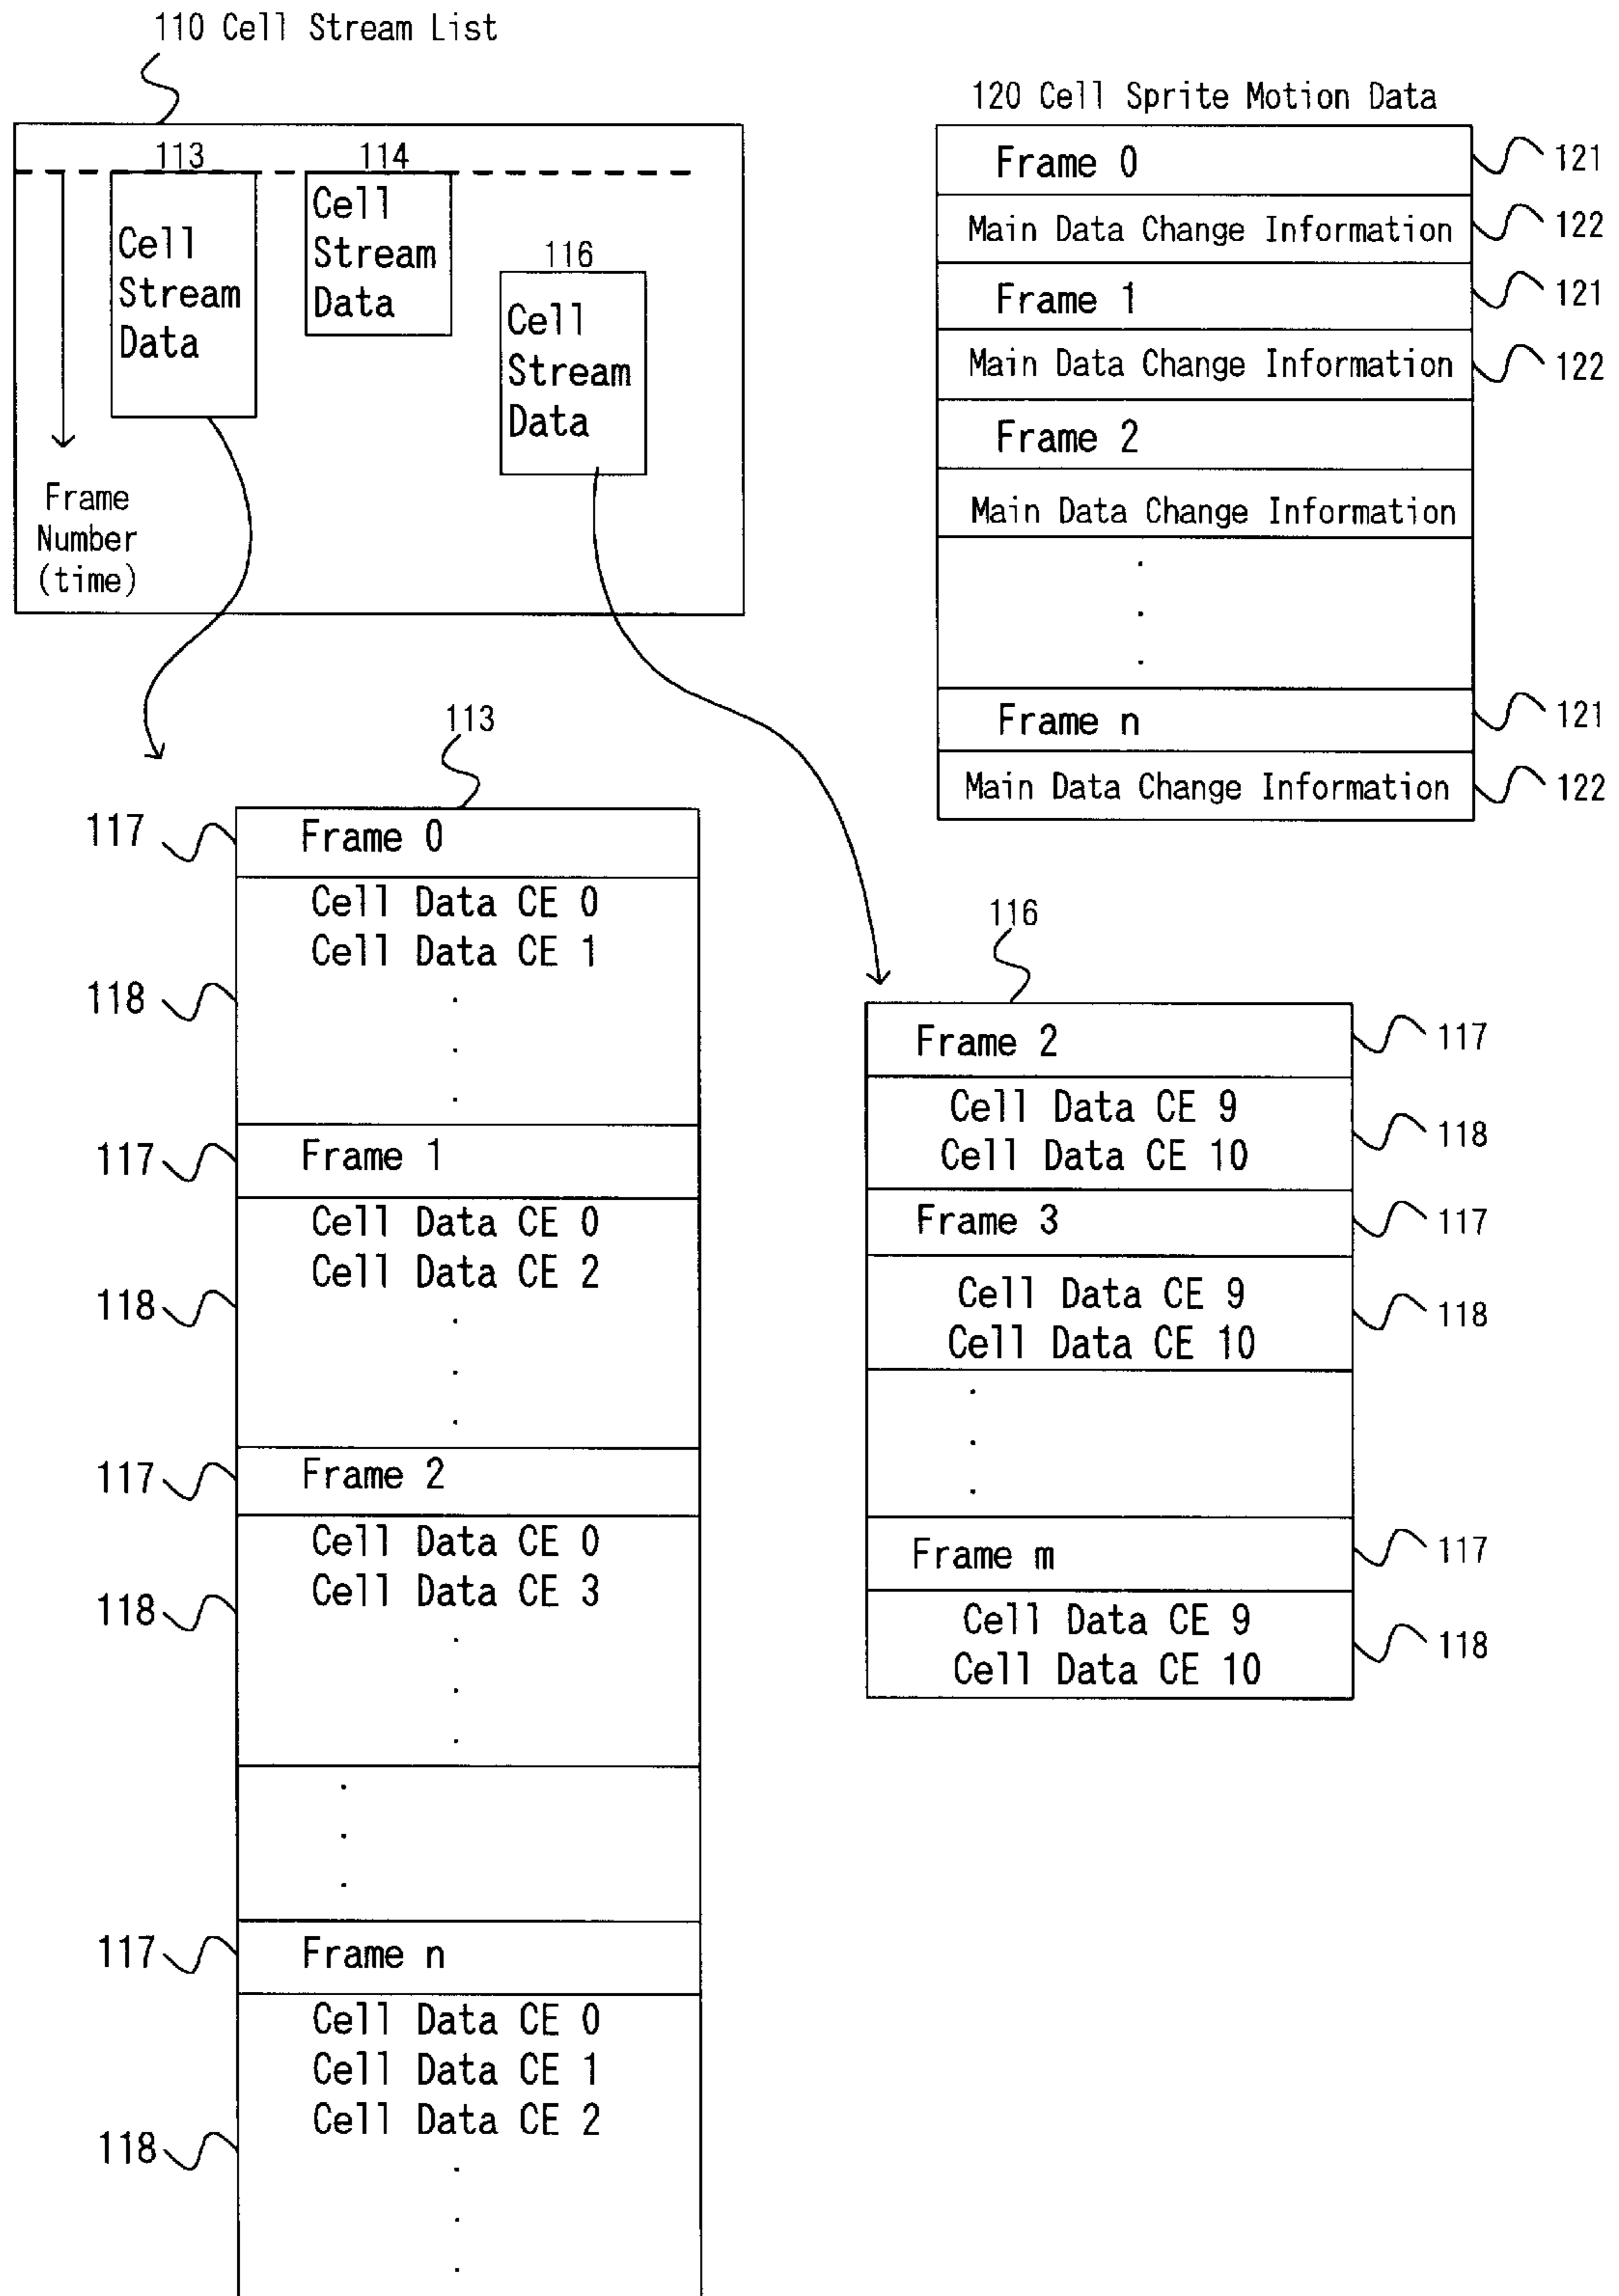 110 Cell Stream List
113
114
Cell
Stream
Data
Cell
Stream
Data
116
Cell
Stream
Data
Frame
Number
(time)
120 Cell Sprite Motion Data
Frame 0
121
Main Data Change Information
122
Frame 1
121
Main Data Change Information
122
Frame 2
Main Data Change Information
.
.
.
Frame n
121
Main Data Change Information
122
113
117
Frame 0
Cell Data CE 0
Cell Data CE 1
118
.
.
.
117
Frame 1
Cell Data CE 0
Cell Data CE 2
118
.
.
.
117
Frame 2
Cell Data CE 0
Cell Data CE 3
118
.
.
.
.
.
.
117
Frame n
Cell Data CE 0
Cell Data CE 1
Cell Data CE 2
118
.
.
.
116
Frame 2
117
Cell Data CE 9
Cell Data CE 10
118
Frame 3
117
Cell Data CE 9
Cell Data CE 10
118
.
.
.
Frame m
117
Cell Data CE 9
Cell Data CE 10
118